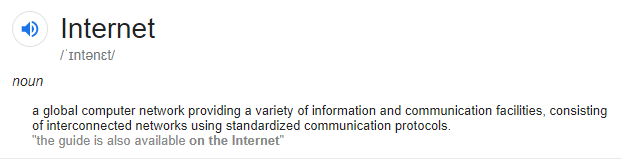 Internet
/ˈɪntənɛt/
noun
a global computer network providing a variety of information and communication facilities, consisting
of interconnected networks using standardized communication protocols.
"the guide is also available on the Internet"